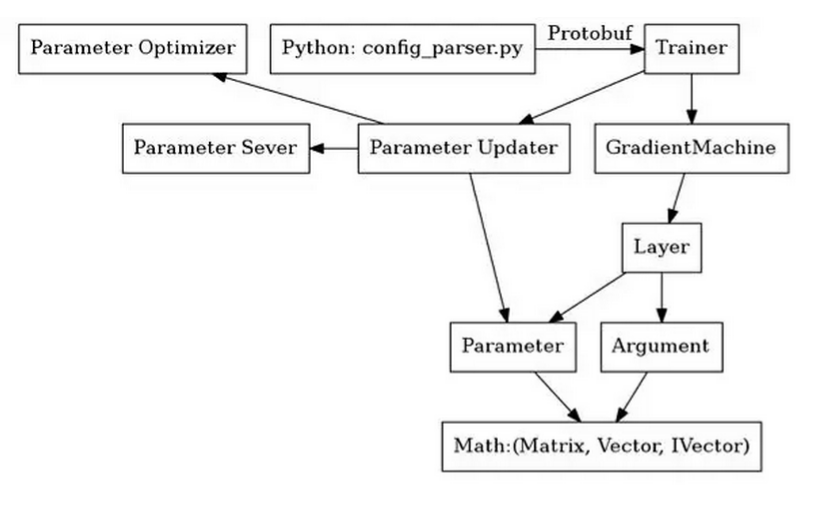 Parameter Optimizer
Python: config_parser.py
Protobuf
Trainer
Parameter Sever
Parameter Updater
GradientMachine
Layer
Parameter
Argument
Math:(Matrix, Vector, IVector)